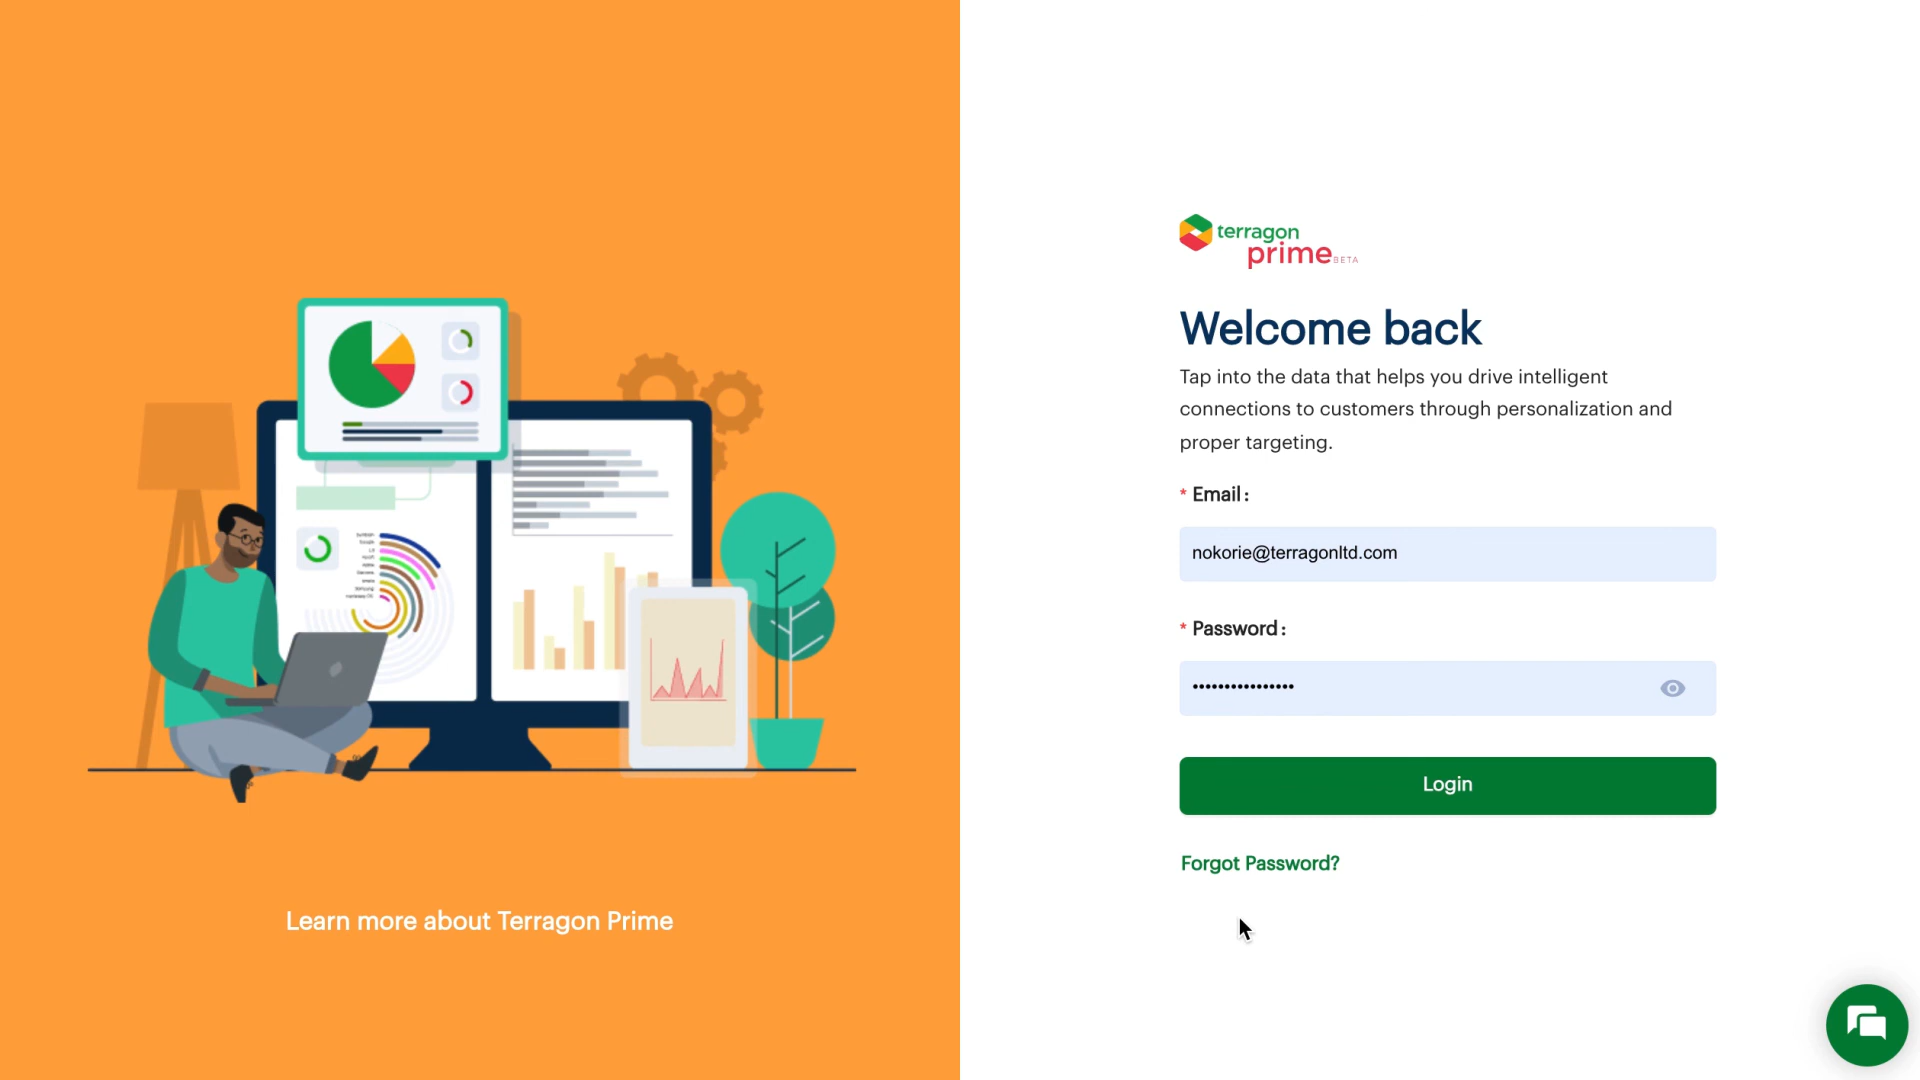 terragon
prime BETA
Welcome back
Tap into the data that helps you drive intelligent
connections to customers through personalization and
proper targeting.
* Email :
nokorie@terragonltd.com
* Password :
••••••••••••••••
Login
Forgot Password?
Learn more about Terragon Prime